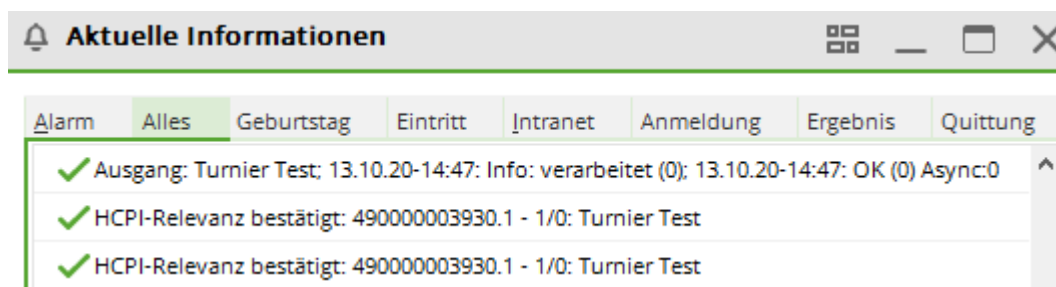 Aktuelle Informationen
Alarm Alles Geburtstag Eintritt Intranet Anmeldung Ergebnis Quittung
Ausgang: Turnier Test; 13.10.20-14:47: Info: verarbeitet (0); 13.10.20-14:47: OK (0) Async:0
HCPI-Relevanz bestätigt: 490000003930.1 - 1/0: Turnier Test
HCPI-Relevanz bestätigt: 490000003930.1 - 1/0: Turnier Test